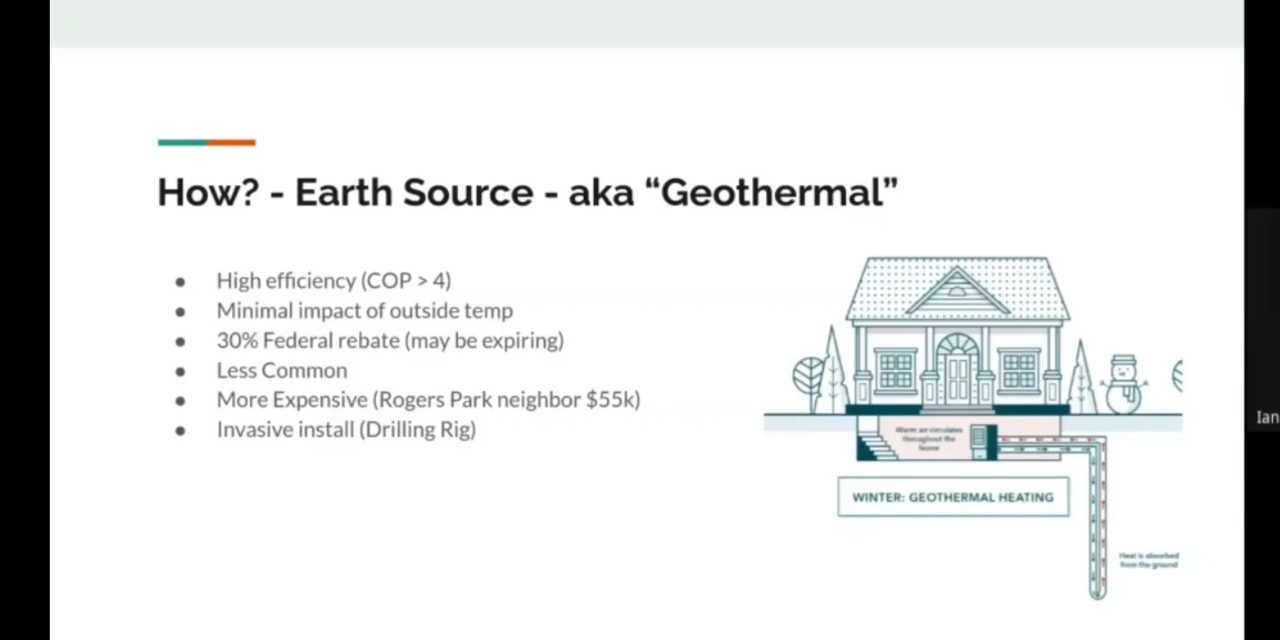 How? - Earth Source - aka “Geothermal”
● High efficiency (COP > 4)
● Minimal impact of outside temp
● 30% Federal rebate (may be expiring)
● Less Common
● More Expensive (Rogers Park neighbor $55k)
● Invasive install (Drilling Rig)
Warm air circulates
throughout the
home
WINTER: GEOTHERMAL HEATING
Heat is absorbed
from the ground
Ian